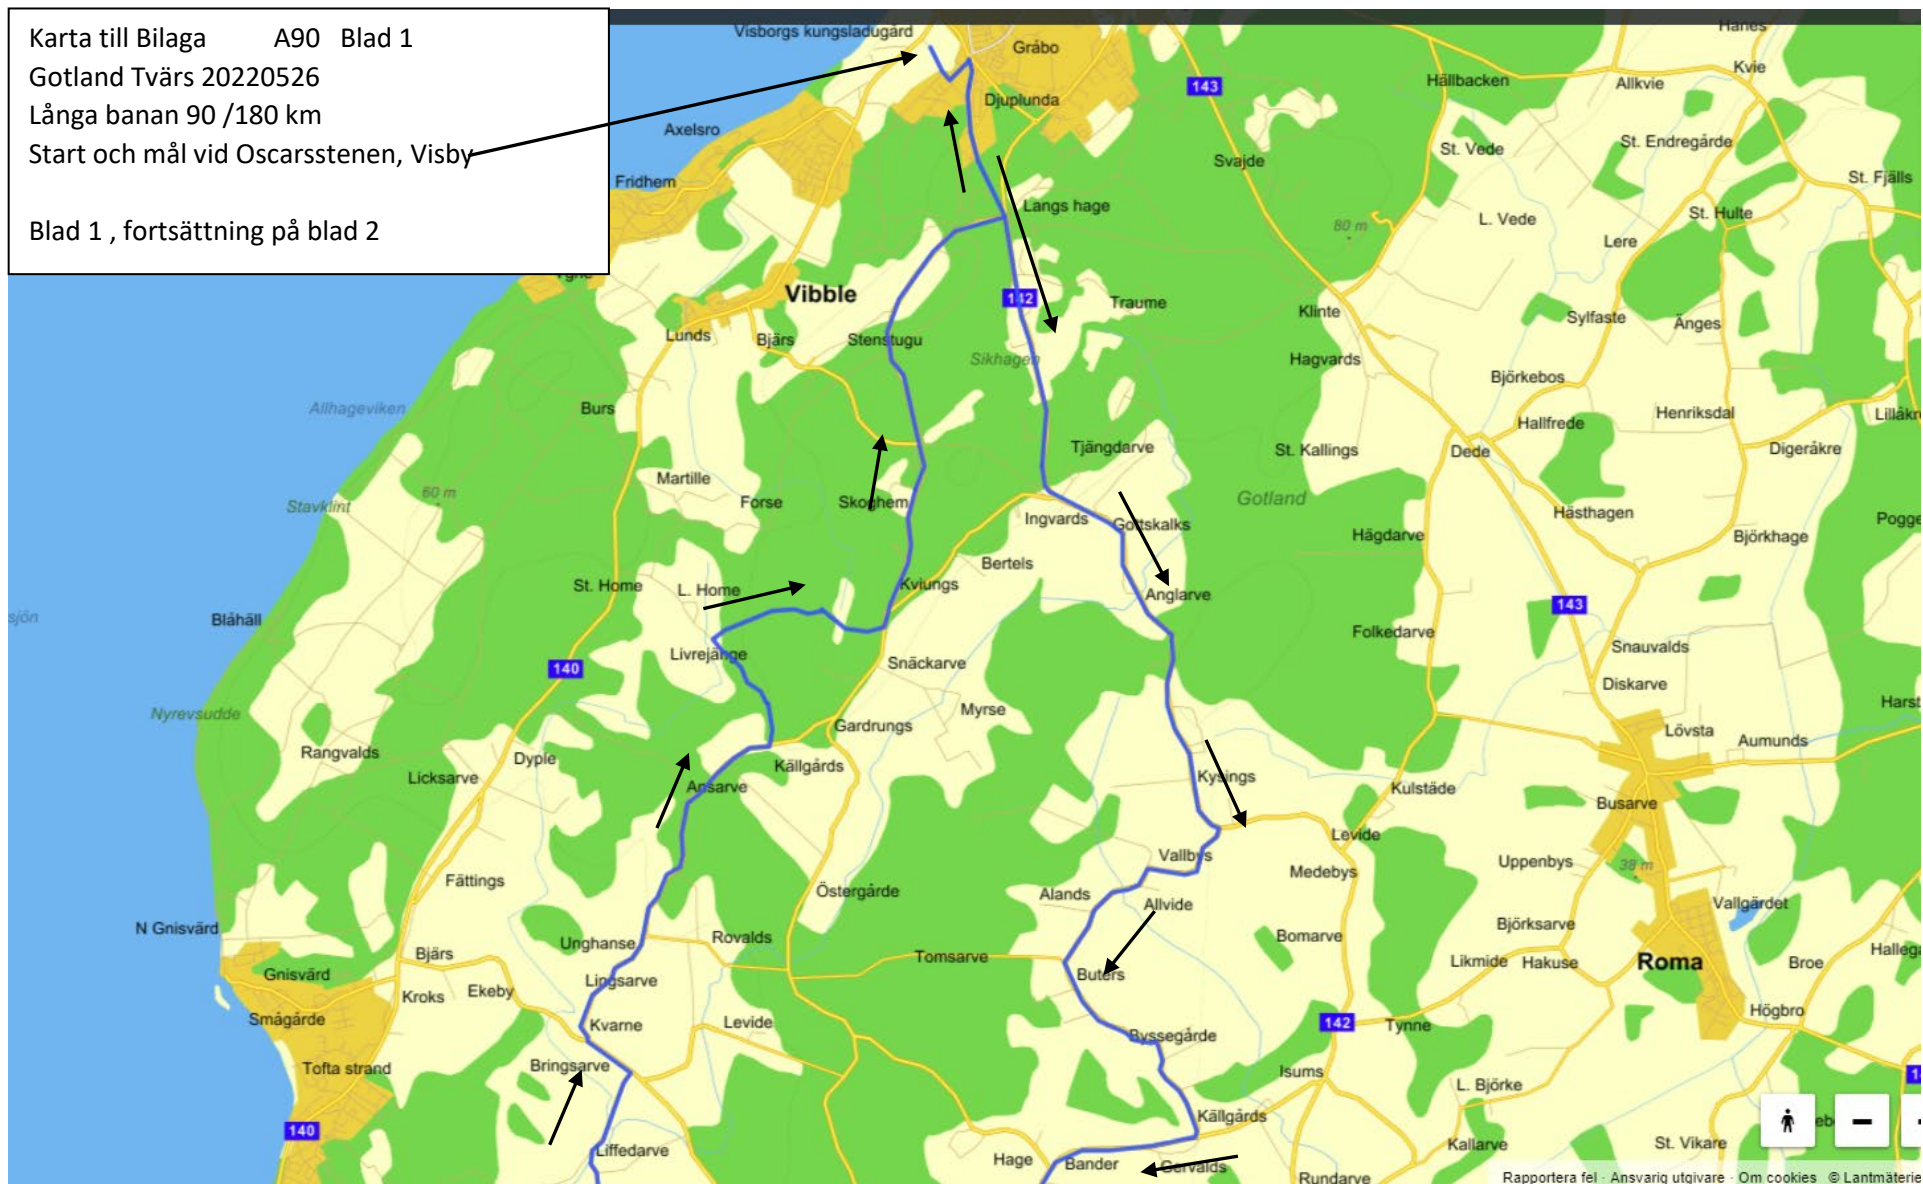 Karta till Bilaga A90 Blad 1
Gotland Tvärs 20220526
Långa banan 90 /180 km
Start och mål vid Oscarsstenen, Visby
Blad 1 , fortsättning på blad 2
Visborgs kungsladugård
Gråbo
Hanes
Kvie
Allkvie
Hällbacken
143
Djuplunda
Axelsro
St. Vede
St. Endregårde
Svajde
Fridhem
St. Fjälls
Langs hage
L. Vede
St. Hulte
80 m
Lere
Vibble
142
Traume
Klinte
Sylfaste
Änges
Lunds
Bjärs
Stenstugu
Sikhagen
Hagvards
Björkebos
Allhageviken
Burs
Henriksdal
Hallfrede
Tjängdarve
St. Kallings
Dede
Digeråkre
Martille
Forse
Skoghem
60 m
Stavklint
Gotland
Ingvards
Gottskalks
Hästhagen
Hägdarve
Björkhage
Bertels
St. Home
L. Home
Kviungs
Anglarve
143
Blåhäll
sjön
Folkedarve
Livrejänge
140
Snäckarve
Snauvalds
Diskarve
Nyrevsudde
Myrse
Gardrungs
Lövsta
Aumunds
Rangvalds
Dyple
Licksarve
Källgårds
Kysings
Ansarve
Kulstäde
Busarve
Levide
Vallbys
Uppenbys
38 m
Medebys
Fättings
Östergårde
Alands
Allvide
Vallgärdet
Björksarve
N Gnisvärd
Unghanse
Rovalds
Bomarve
Bjärs
Tomsarve
Likmide
Hakuse
Roma
Broe
Gnisvärd
Lingsarve
Buters
Kroks
Ekeby
Högbro
Smågårde
Kvarne
Levide
142
Tynne
Byssegårde
Tofta strand
Bringsarve
Isums
L. Björke
140
Källgårds
Liffedarve
Kallarve
St. Vikare
Hage
Bander
Gervalds
Rundarve
Rapportera fel · Ansvarig utgivare · Om cookies